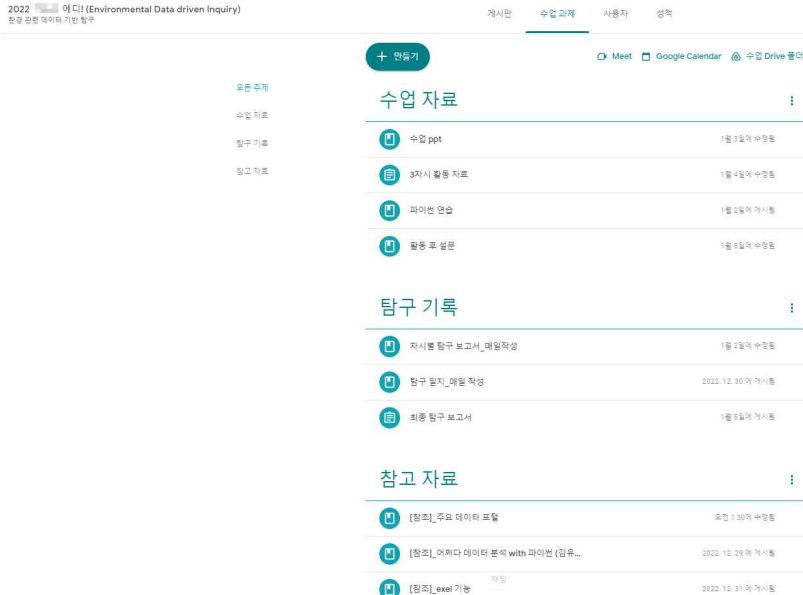 2022 에디! (Environmental Data driven Inquiry)
환경 관련 데이터 기반 탐구
게시판 수업 과제 사용자 성적
+ 만들기
Meet Google Calendar 수업 Drive 폴더
모든 주제
수업 자료
탐구 기록
참고 자료
수업 자료
수업 ppt 1월 3일에 수정됨
3차시 활동 자료 1월 4일에 수정됨
파이썬 연습 1월 2일에 게시됨
활동 후 설문 1월 5일에 게시됨
탐구 기록
차시별 탐구 보고서_매일작성 1월 2일에 수정됨
탐구 일지_매일 작성 2022. 12. 30.에 게시됨
최종 탐구 보고서 1월 5일에 게시됨
참고 자료
[참조]_주요 데이터 포털 오전 1:30에 수정됨
[참조]_어쩌다 데이터 분석 with 파이썬 (김유... 2022. 12. 29.에 게시됨
채팅
[참조]_exel 기능 2022. 12. 31.에 게시됨